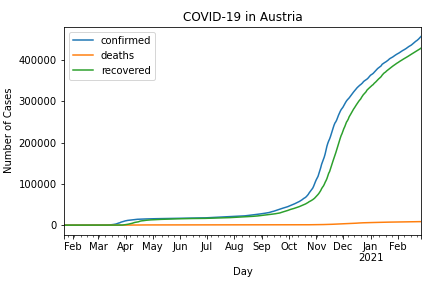 COVID-19 in Austria
confirmed
deaths
recovered
Number of Cases
400000
300000
200000
100000
0
Feb Mar Apr May Jun Jul Aug Sep Oct Nov Dec Jan Feb
2021
Day